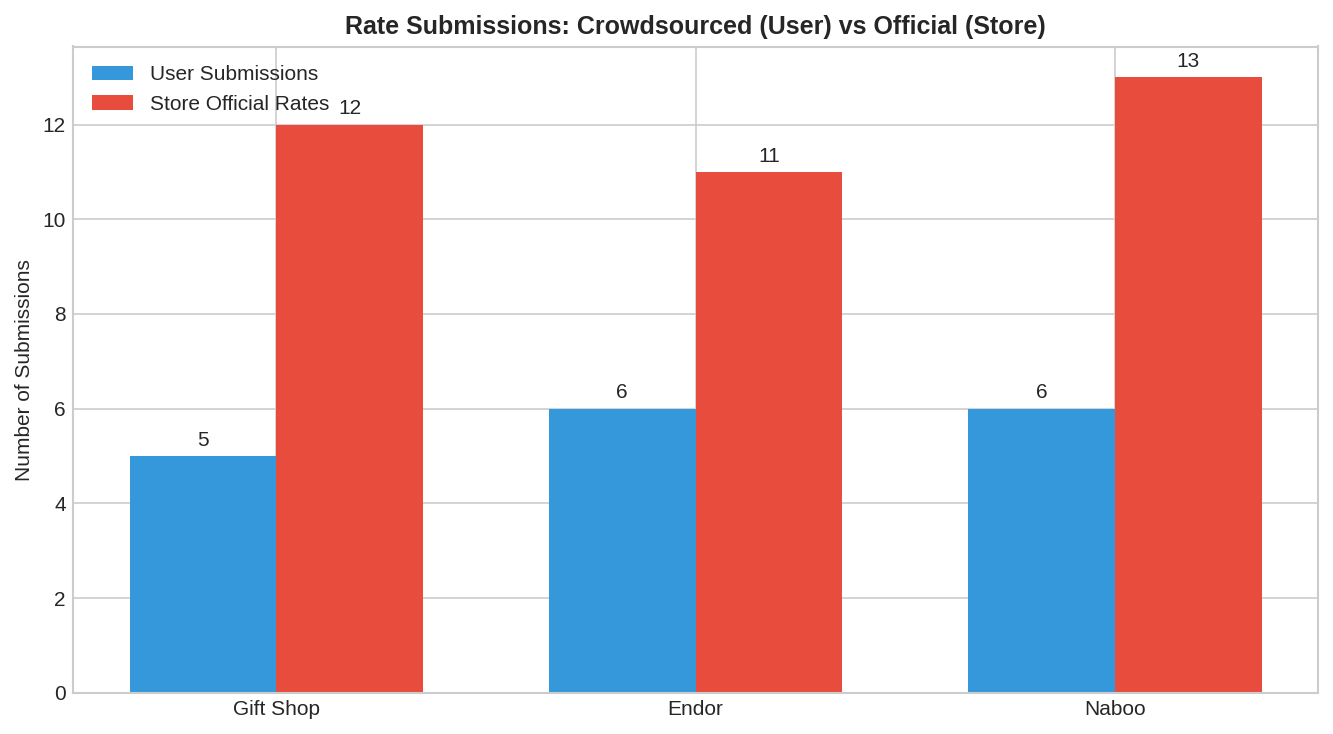 Rate Submissions: Crowdsourced (User) vs Official (Store)
User Submissions
Store Official Rates
12
11
13
5
6
6
Number of Submissions
12
10
8
6
4
2
0
Gift Shop
Endor
Naboo